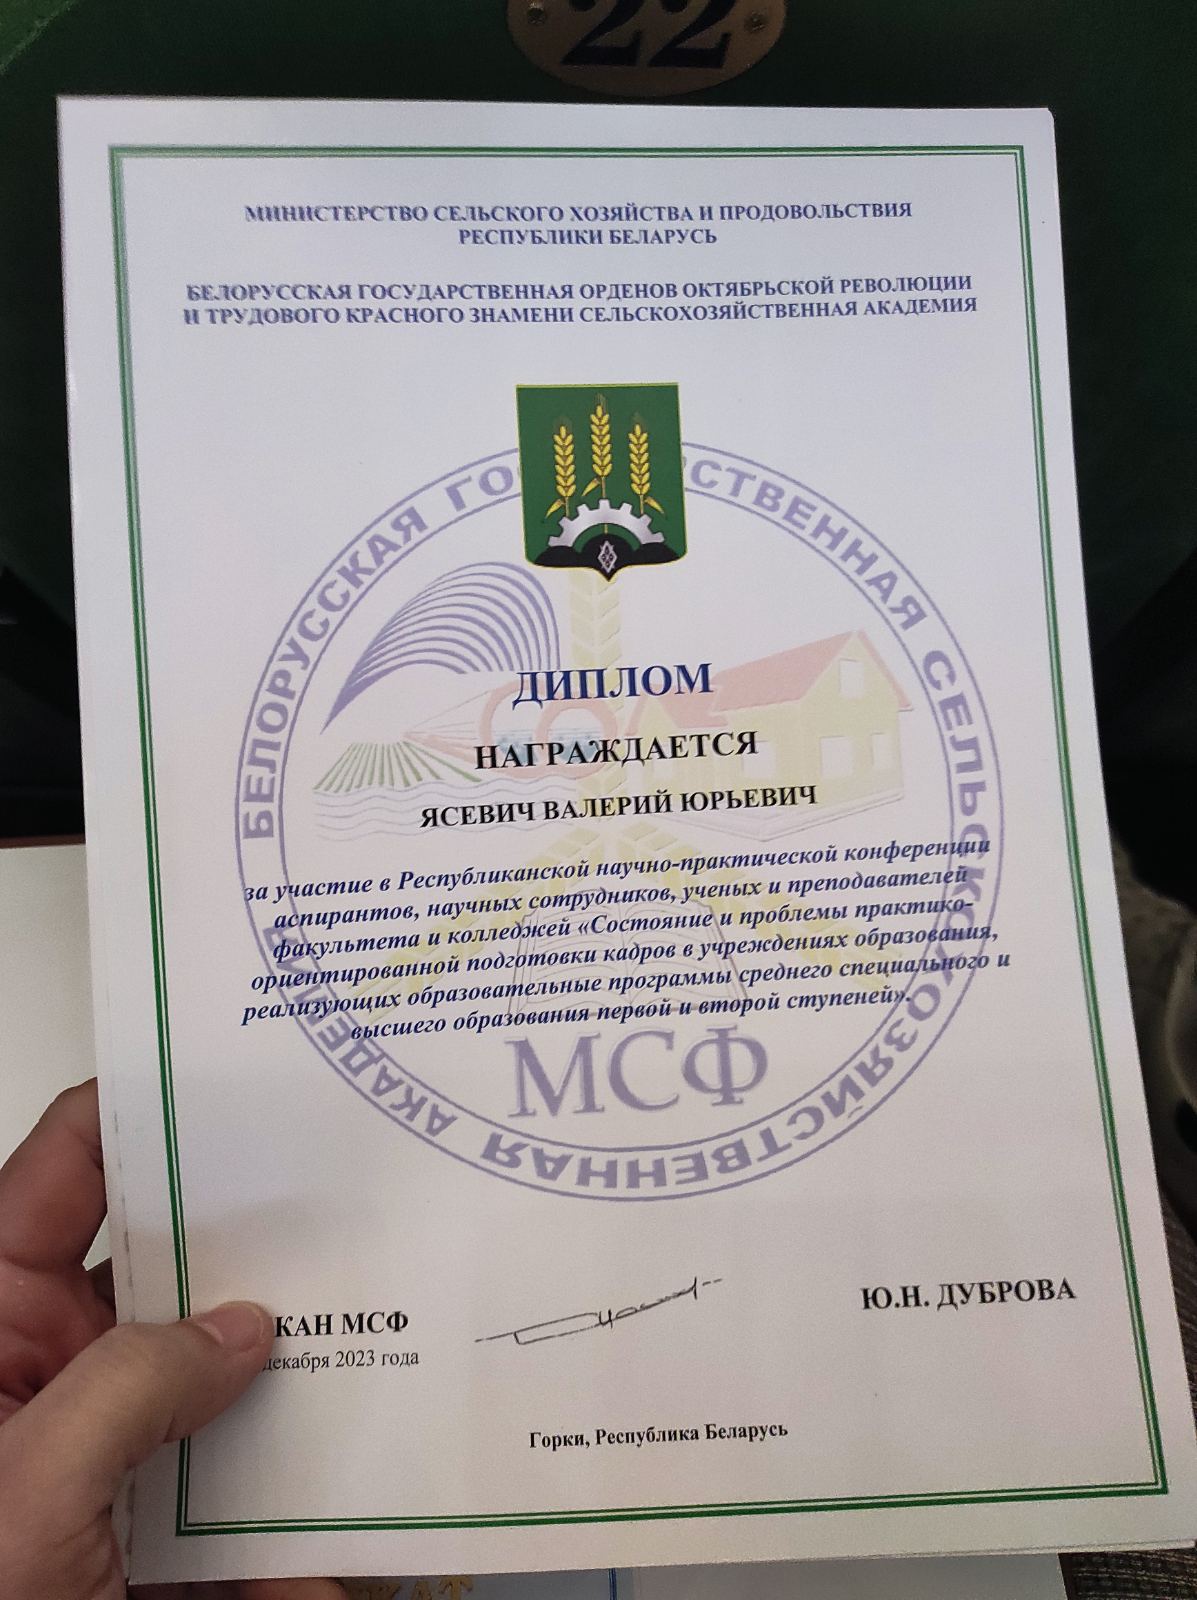 22
МИНИСТЕРСТВО СЕЛЬСКОГО ХОЗЯЙСТВА И ПРОДОВОЛЬСТВИЯ
РЕСПУБЛИКИ БЕЛАРУСЬ
БЕЛОРУССКАЯ ГОСУДАРСТВЕННАЯ ОРДЕНОВ ОКТЯБРЬСКОЙ РЕВОЛЮЦИИ
И ТРУДОВОГО КРАСНОГО ЗНАМЕНИ СЕЛЬСКОХОЗЯЙСТВЕННАЯ АКАДЕМИЯ
БЕЛОРУССКАЯ ГО РСТВЕННАЯ СЕЛЬСКОХОЗЯЙСТВЕННАЯ АКАДЕМИЯ
ДИПЛОМ
НАГРАЖДАЕТСЯ
ЯСЕВИЧ ВАЛЕРИЙ ЮРЬЕВИЧ
за участие в Республиканской научно-практической конференции
аспирантов, научных сотрудников, ученых и преподавателей
факультета и колледжей «Состояние и проблемы практико-
ориентированной подготовки кадров в учреждениях образования,
реализующих образовательные программы среднего специального и
высшего образования первой и второй ступеней».
МСФ
КАН МСФ
Ю.Н. ДУБРОВА
декабря 2023 года
Горки, Республика Беларусь